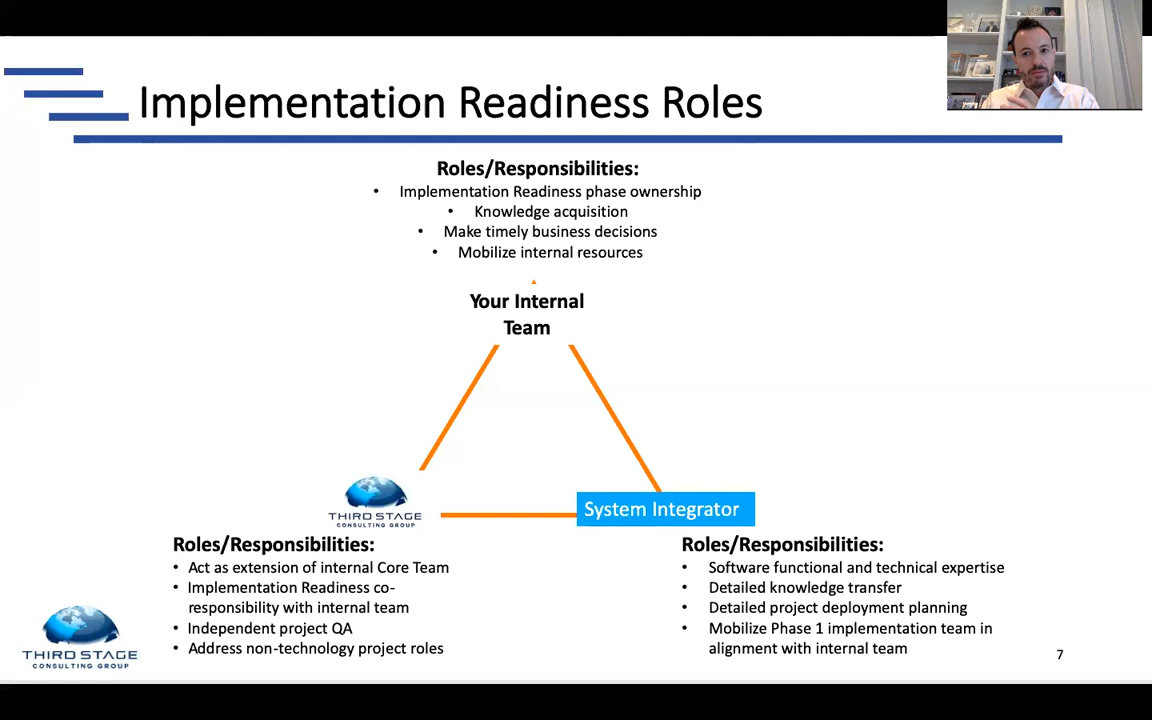 Implementation Readiness Roles
Roles/Responsibilities:
• Implementation Readiness phase ownership
• Knowledge acquisition
• Make timely business decisions
• Mobilize internal resources
Your Internal
Team
THIRD STAGE
CONSULTING GROUP
System Integrator
Roles/Responsibilities:
• Act as extension of internal Core Team
• Implementation Readiness co-
responsibility with internal team
• Independent project QA
• Address non-technology project roles
Roles/Responsibilities:
• Software functional and technical expertise
• Detailed knowledge transfer
• Detailed project deployment planning
• Mobilize Phase 1 implementation team in
alignment with internal team
THIRD STAGE
CONSULTING GROUP
7